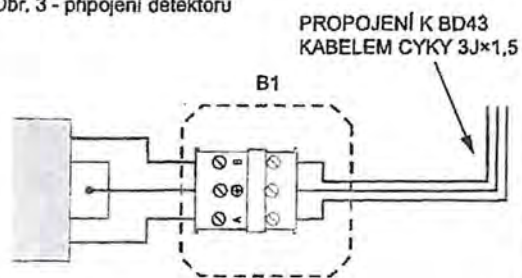 Obr. 3 - připojení detektoru
PROPOJENÍ K BD43
KABELEM CYKY 3J×1,5
B1
B
A